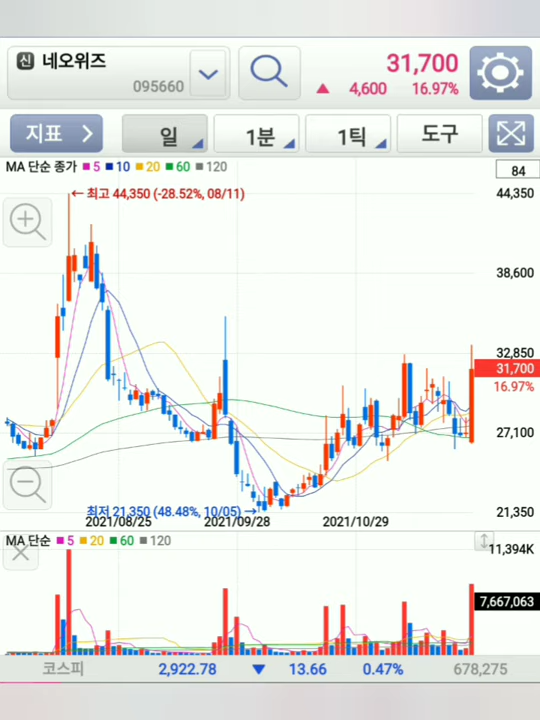 신 네오위즈
095660
31,700
▲ 4,600 16.97%
지표 일 1분 1틱 도구
MA 단순 종가 5 10 20 60 120
84
← 최고 44,350 (-28.52%, 08/11)
44,350
38,600
32,850
31,700
16.97%
27,100
최저 21,350 (48.48%, 10/05) →
21,350
2021/08/25 2021/09/28 2021/10/29
MA 단순 5 20 60 120
11,394K
7,667,063
코스피 2,922.78 ▼ 13.66 0.47% 678,275